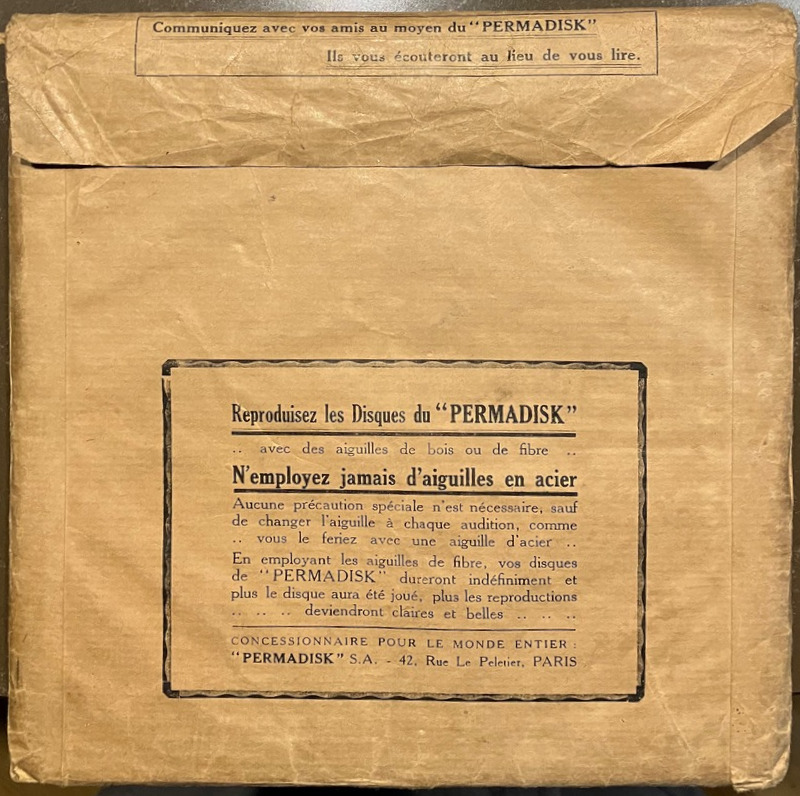 Communiquez avec vos amis au moyen du "PERMADISK"
Ils vous écouteront au lieu de vous lire.
Reproduisez les Disques du "PERMADISK"
.. avec des aiguilles de bois ou de fibre ..
N'employez jamais d'aiguilles en acier
Aucune précaution spéciale n'est nécessaire, sauf
de changer l'aiguille à chaque audition, comme
.. vous le feriez avec une aiguille d'acier ..
En employant les aiguilles de fibre, vos disques
de "PERMADISK" dureront indéfiniment et
plus le disque aura été joué, plus les reproductions
.. .. .. deviendront claires et belles .. .. ..
CONCESSIONNAIRE POUR LE MONDE ENTIER :
"PERMADISK" S.A. - 42, Rue Le Peletier, PARIS